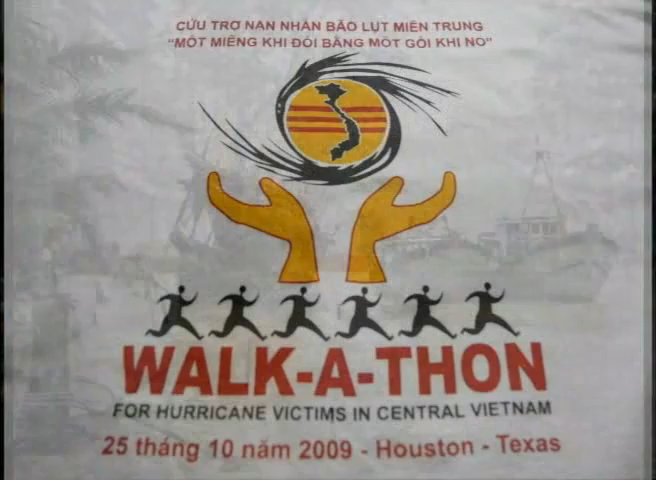 CỨU TRỢ NẠN NHÂN BÃO LỤT MIỀN TRUNG
“MỘT MIẾNG KHI ĐÓI BẰNG MỘT GÓI KHI NO”
WALK-A-THON
FOR HURRICANE VICTIMS IN CENTRAL VIETNAM
25 tháng 10 năm 2009 - Houston - Texas